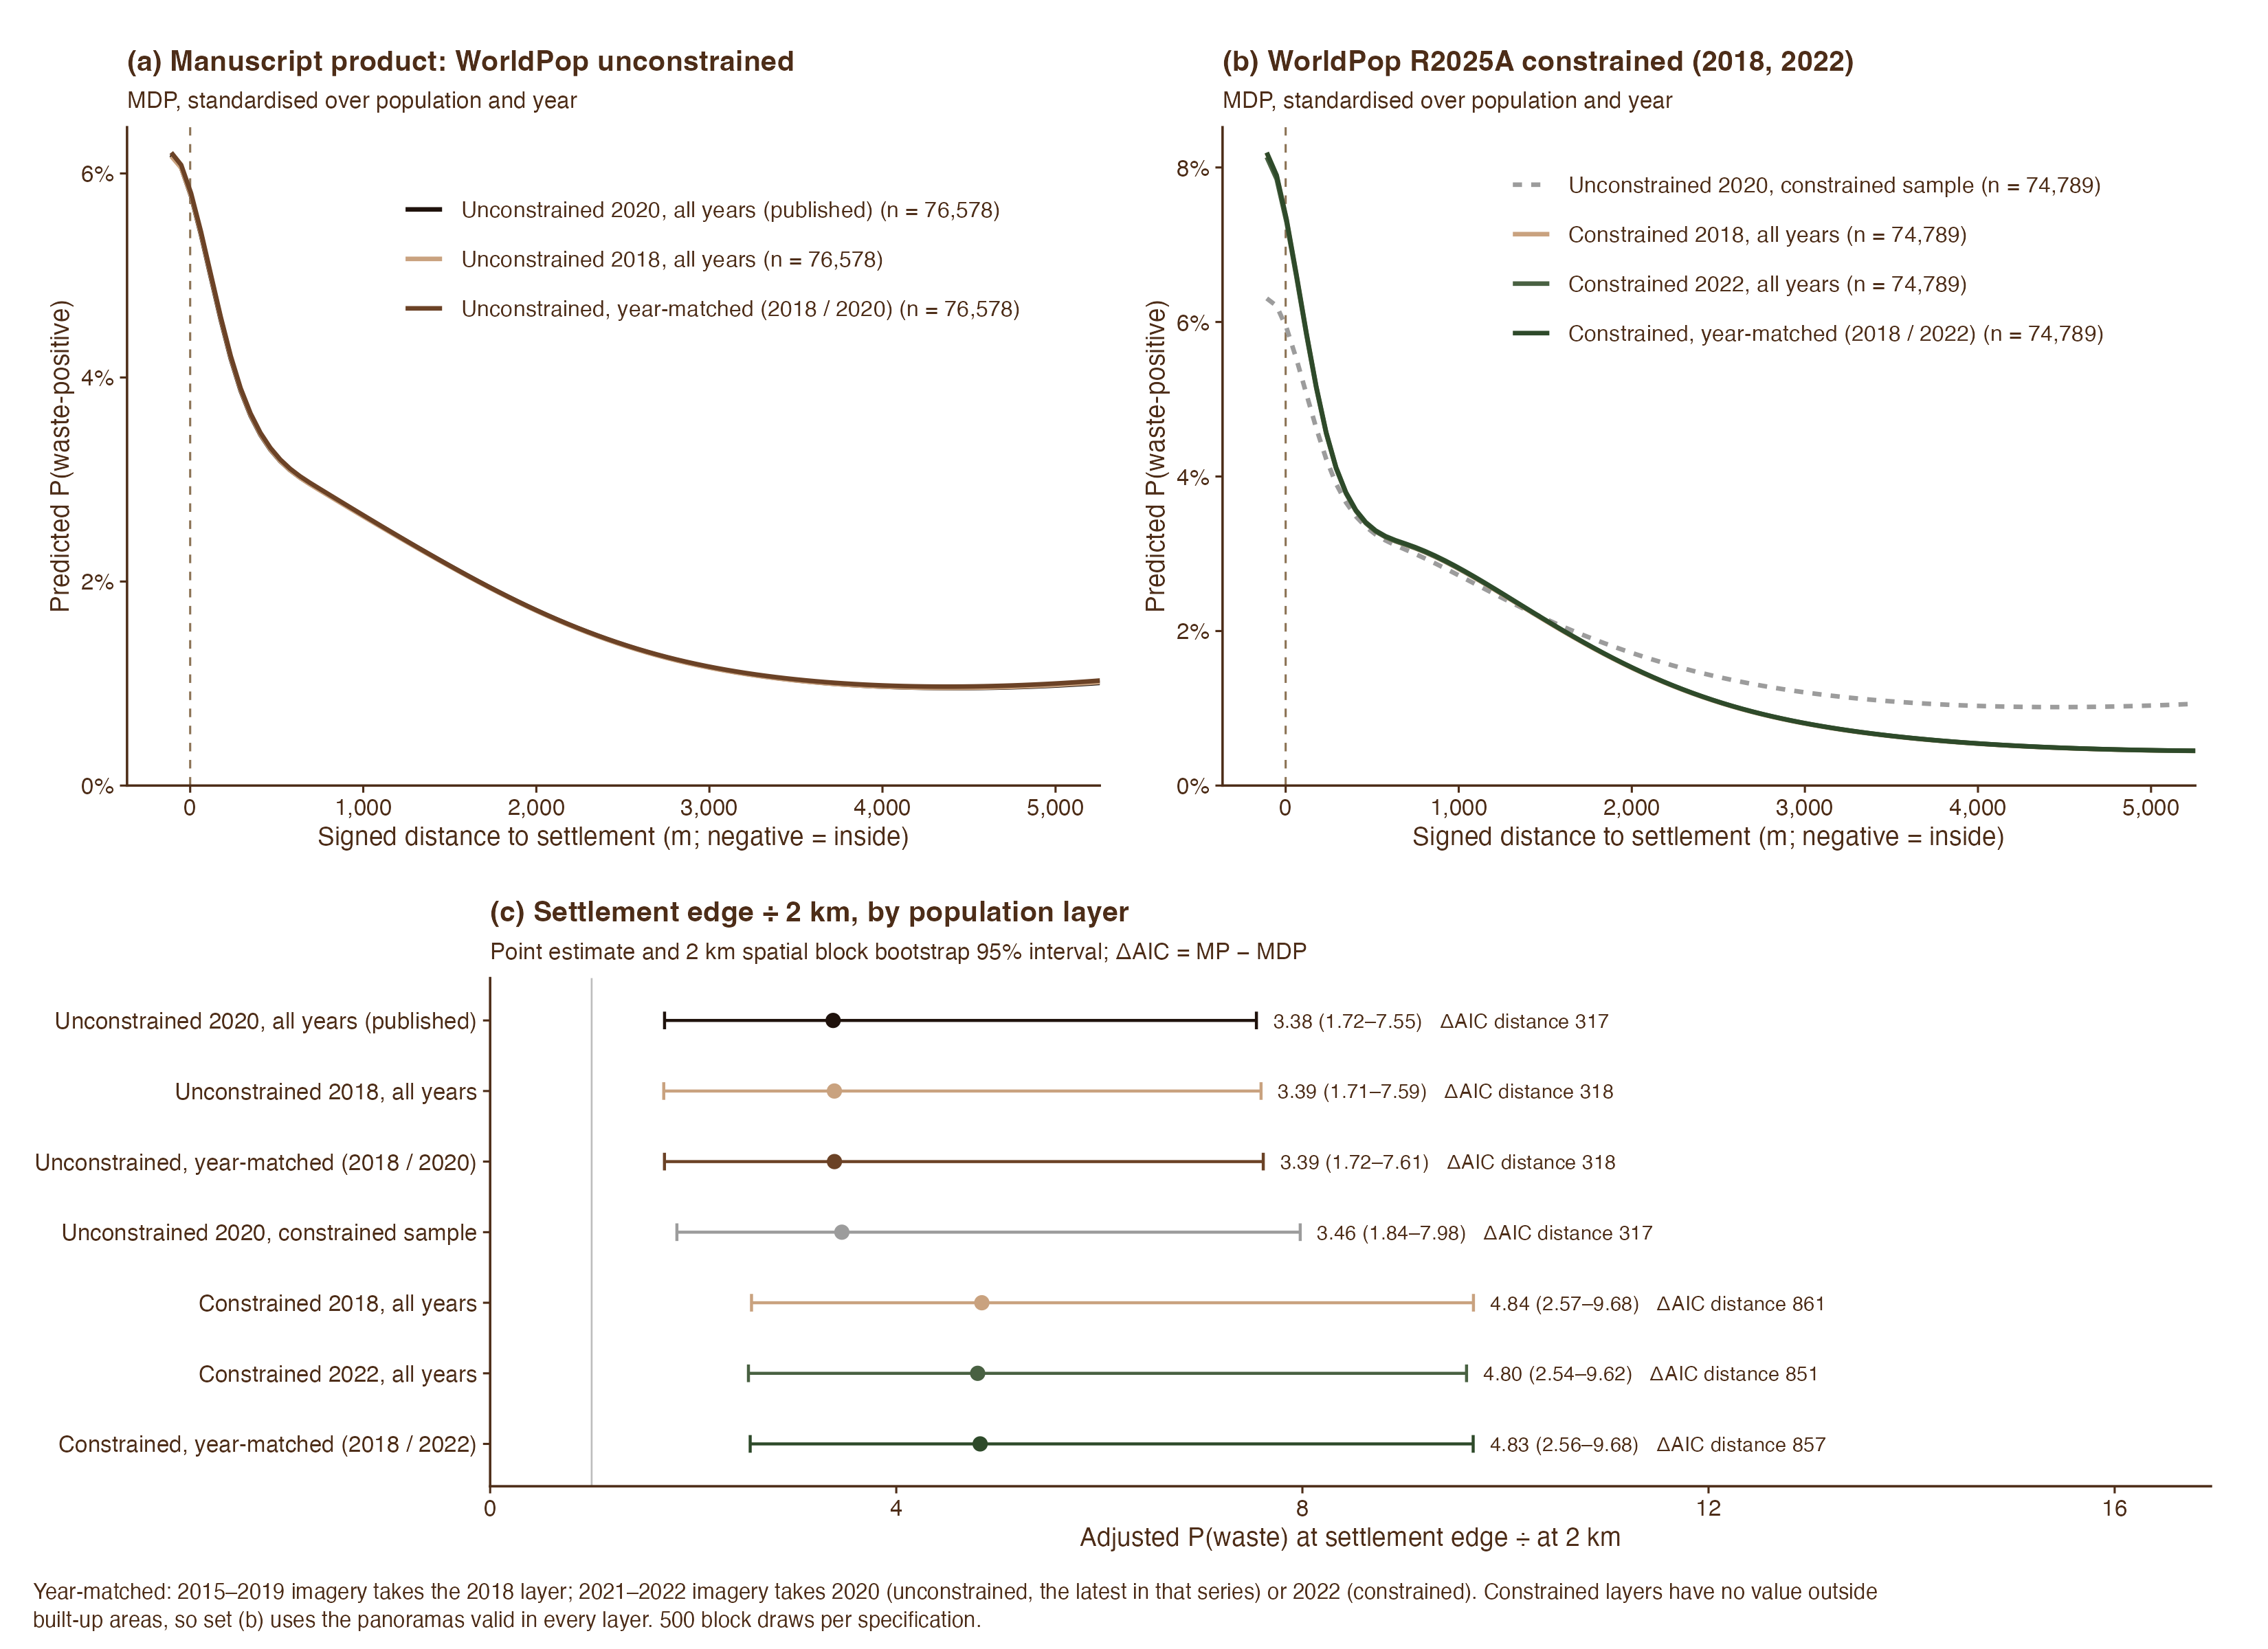 (a) Manuscript product: WorldPop unconstrained
MDP, standardised over population and year
Predicted P(waste-positive)
6%
4%
2%
0%
Unconstrained 2020, all years (published) (n = 76,578)
Unconstrained 2018, all years (n = 76,578)
Unconstrained, year-matched (2018 / 2020) (n = 76,578)
0 1,000 2,000 3,000 4,000 5,000
Signed distance to settlement (m; negative = inside)
(b) WorldPop R2025A constrained (2018, 2022)
MDP, standardised over population and year
Predicted P(waste-positive)
8%
6%
4%
2%
0%
Unconstrained 2020, constrained sample (n = 74,789)
Constrained 2018, all years (n = 74,789)
Constrained 2022, all years (n = 74,789)
Constrained, year-matched (2018 / 2022) (n = 74,789)
0 1,000 2,000 3,000 4,000 5,000
Signed distance to settlement (m; negative = inside)
(c) Settlement edge ÷ 2 km, by population layer
Point estimate and 2 km spatial block bootstrap 95% interval; ΔAIC = MP − MDP
Unconstrained 2020, all years (published) 3.38 (1.72–7.55) ΔAIC distance 317
Unconstrained 2018, all years 3.39 (1.71–7.59) ΔAIC distance 318
Unconstrained, year-matched (2018 / 2020) 3.39 (1.72–7.61) ΔAIC distance 318
Unconstrained 2020, constrained sample 3.46 (1.84–7.98) ΔAIC distance 317
Constrained 2018, all years 4.84 (2.57–9.68) ΔAIC distance 861
Constrained 2022, all years 4.80 (2.54–9.62) ΔAIC distance 851
Constrained, year-matched (2018 / 2022) 4.83 (2.56–9.68) ΔAIC distance 857
0 4 8 12 16
Adjusted P(waste) at settlement edge ÷ at 2 km
Year-matched: 2015–2019 imagery takes the 2018 layer; 2021–2022 imagery takes 2020 (unconstrained, the latest in that series) or 2022 (constrained). Constrained layers have no value outside
built-up areas, so set (b) uses the panoramas valid in every layer. 500 block draws per specification.